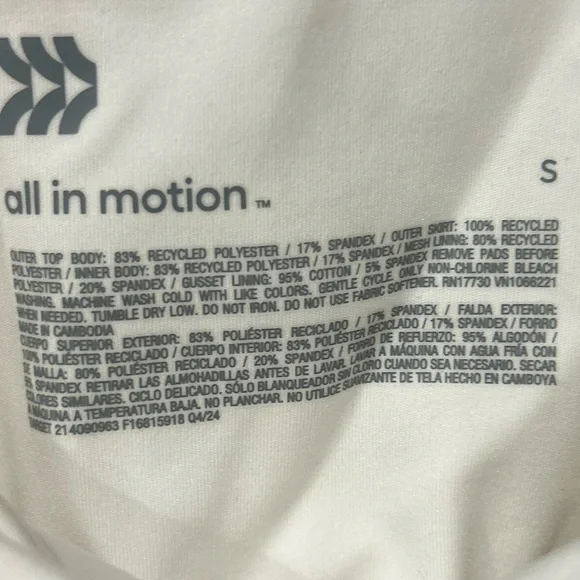 all in motion ™
S
OUTER TOP BODY: 83% RECYCLED POLYESTER / 17% SPANDEX / OUTER SKIRT: 100% RECYCLED
POLYESTER / INNER BODY: 83% RECYCLED POLYESTER / 17% SPANDEX / MESH LINING: 80% RECYCLED
POLYESTER / 20% SPANDEX / GUSSET LINING: 95% COTTON / 5% SPANDEX REMOVE PADS BEFORE
WASHING. MACHINE WASH COLD WITH LIKE COLORS. GENTLE CYCLE. ONLY NON-CHLORINE BLEACH
WHEN NEEDED. TUMBLE DRY LOW. DO NOT IRON. DO NOT USE FABRIC SOFTENER. RN17730 VN1066221
MADE IN CAMBODIA
CUERPO SUPERIOR EXTERIOR: 83% POLIÉSTER RECICLADO / 17% SPANDEX / FALDA EXTERIOR:
100% POLIÉSTER RECICLADO / CUERPO INTERIOR: 83% POLIÉSTER RECICLADO / 17% SPANDEX / FORRO
DE MALLA: 80% POLIÉSTER RECICLADO / 20% SPANDEX / FORRO DE REFUERZO: 95% ALGODÓN /
5% SPANDEX RETIRAR LAS ALMOHADILLAS ANTES DE LAVAR. LAVAR A MÁQUINA CON AGUA FRÍA CON
COLORES SIMILARES. CICLO DELICADO. SÓLO BLANQUEADOR SIN CLORO CUANDO SEA NECESARIO. SECAR
A MÁQUINA A TEMPERATURA BAJA. NO PLANCHAR. NO UTILICE SUAVIZANTE DE TELA HECHO EN CAMBOYA
TARGET 214090963 F16615918 Q4/24